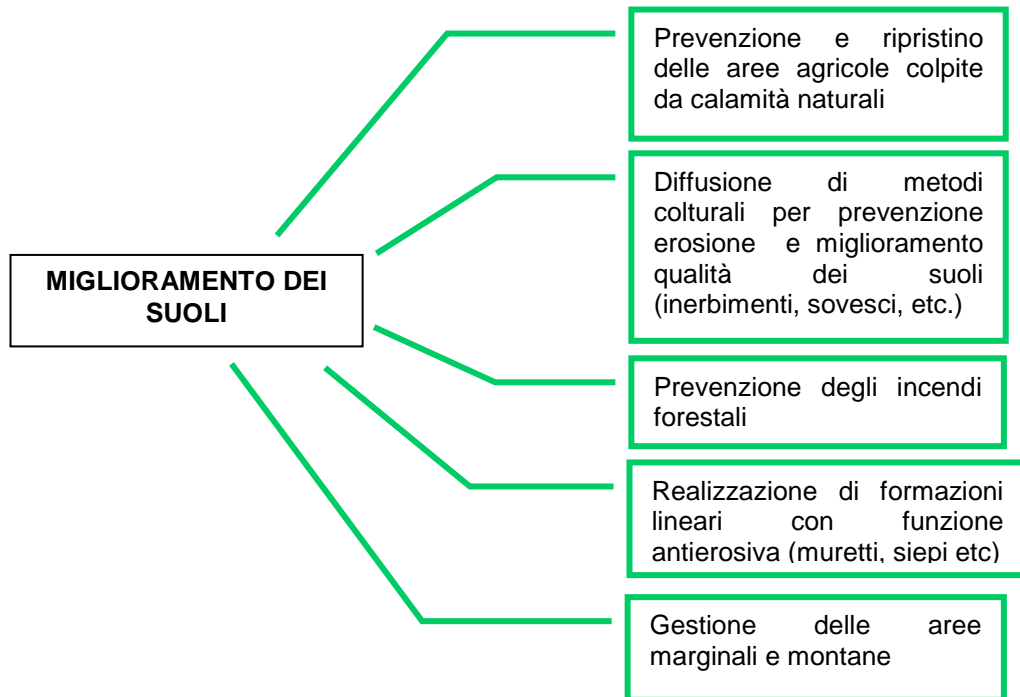 Prevenzione e ripristino
delle aree agricole colpite
da calamità naturali
Diffusione di metodi
colturali per prevenzione
erosione e miglioramento
qualità dei suoli
(inerbimenti, sovesci, etc.)
MIGLIORAMENTO DEI
SUOLI
Prevenzione degli incendi
forestali
Realizzazione di formazioni
lineari con funzione
antierosiva (muretti, siepi etc)
Gestione delle aree
marginali e montane